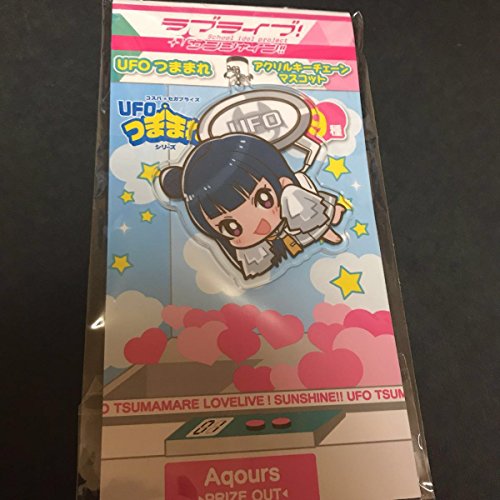 ラブライブ!
School idol project
サンシャイン!!
UFOつままれ
アクリルキーチェーン
マスコット
コスパ×セガプライズ
UFO
つままれ
シリーズ
UFO
9種
TSUMAMARE LOVELIVE! SUNSHINE!! UFO TSUM
Aqours
▶PRIZE OUT◀